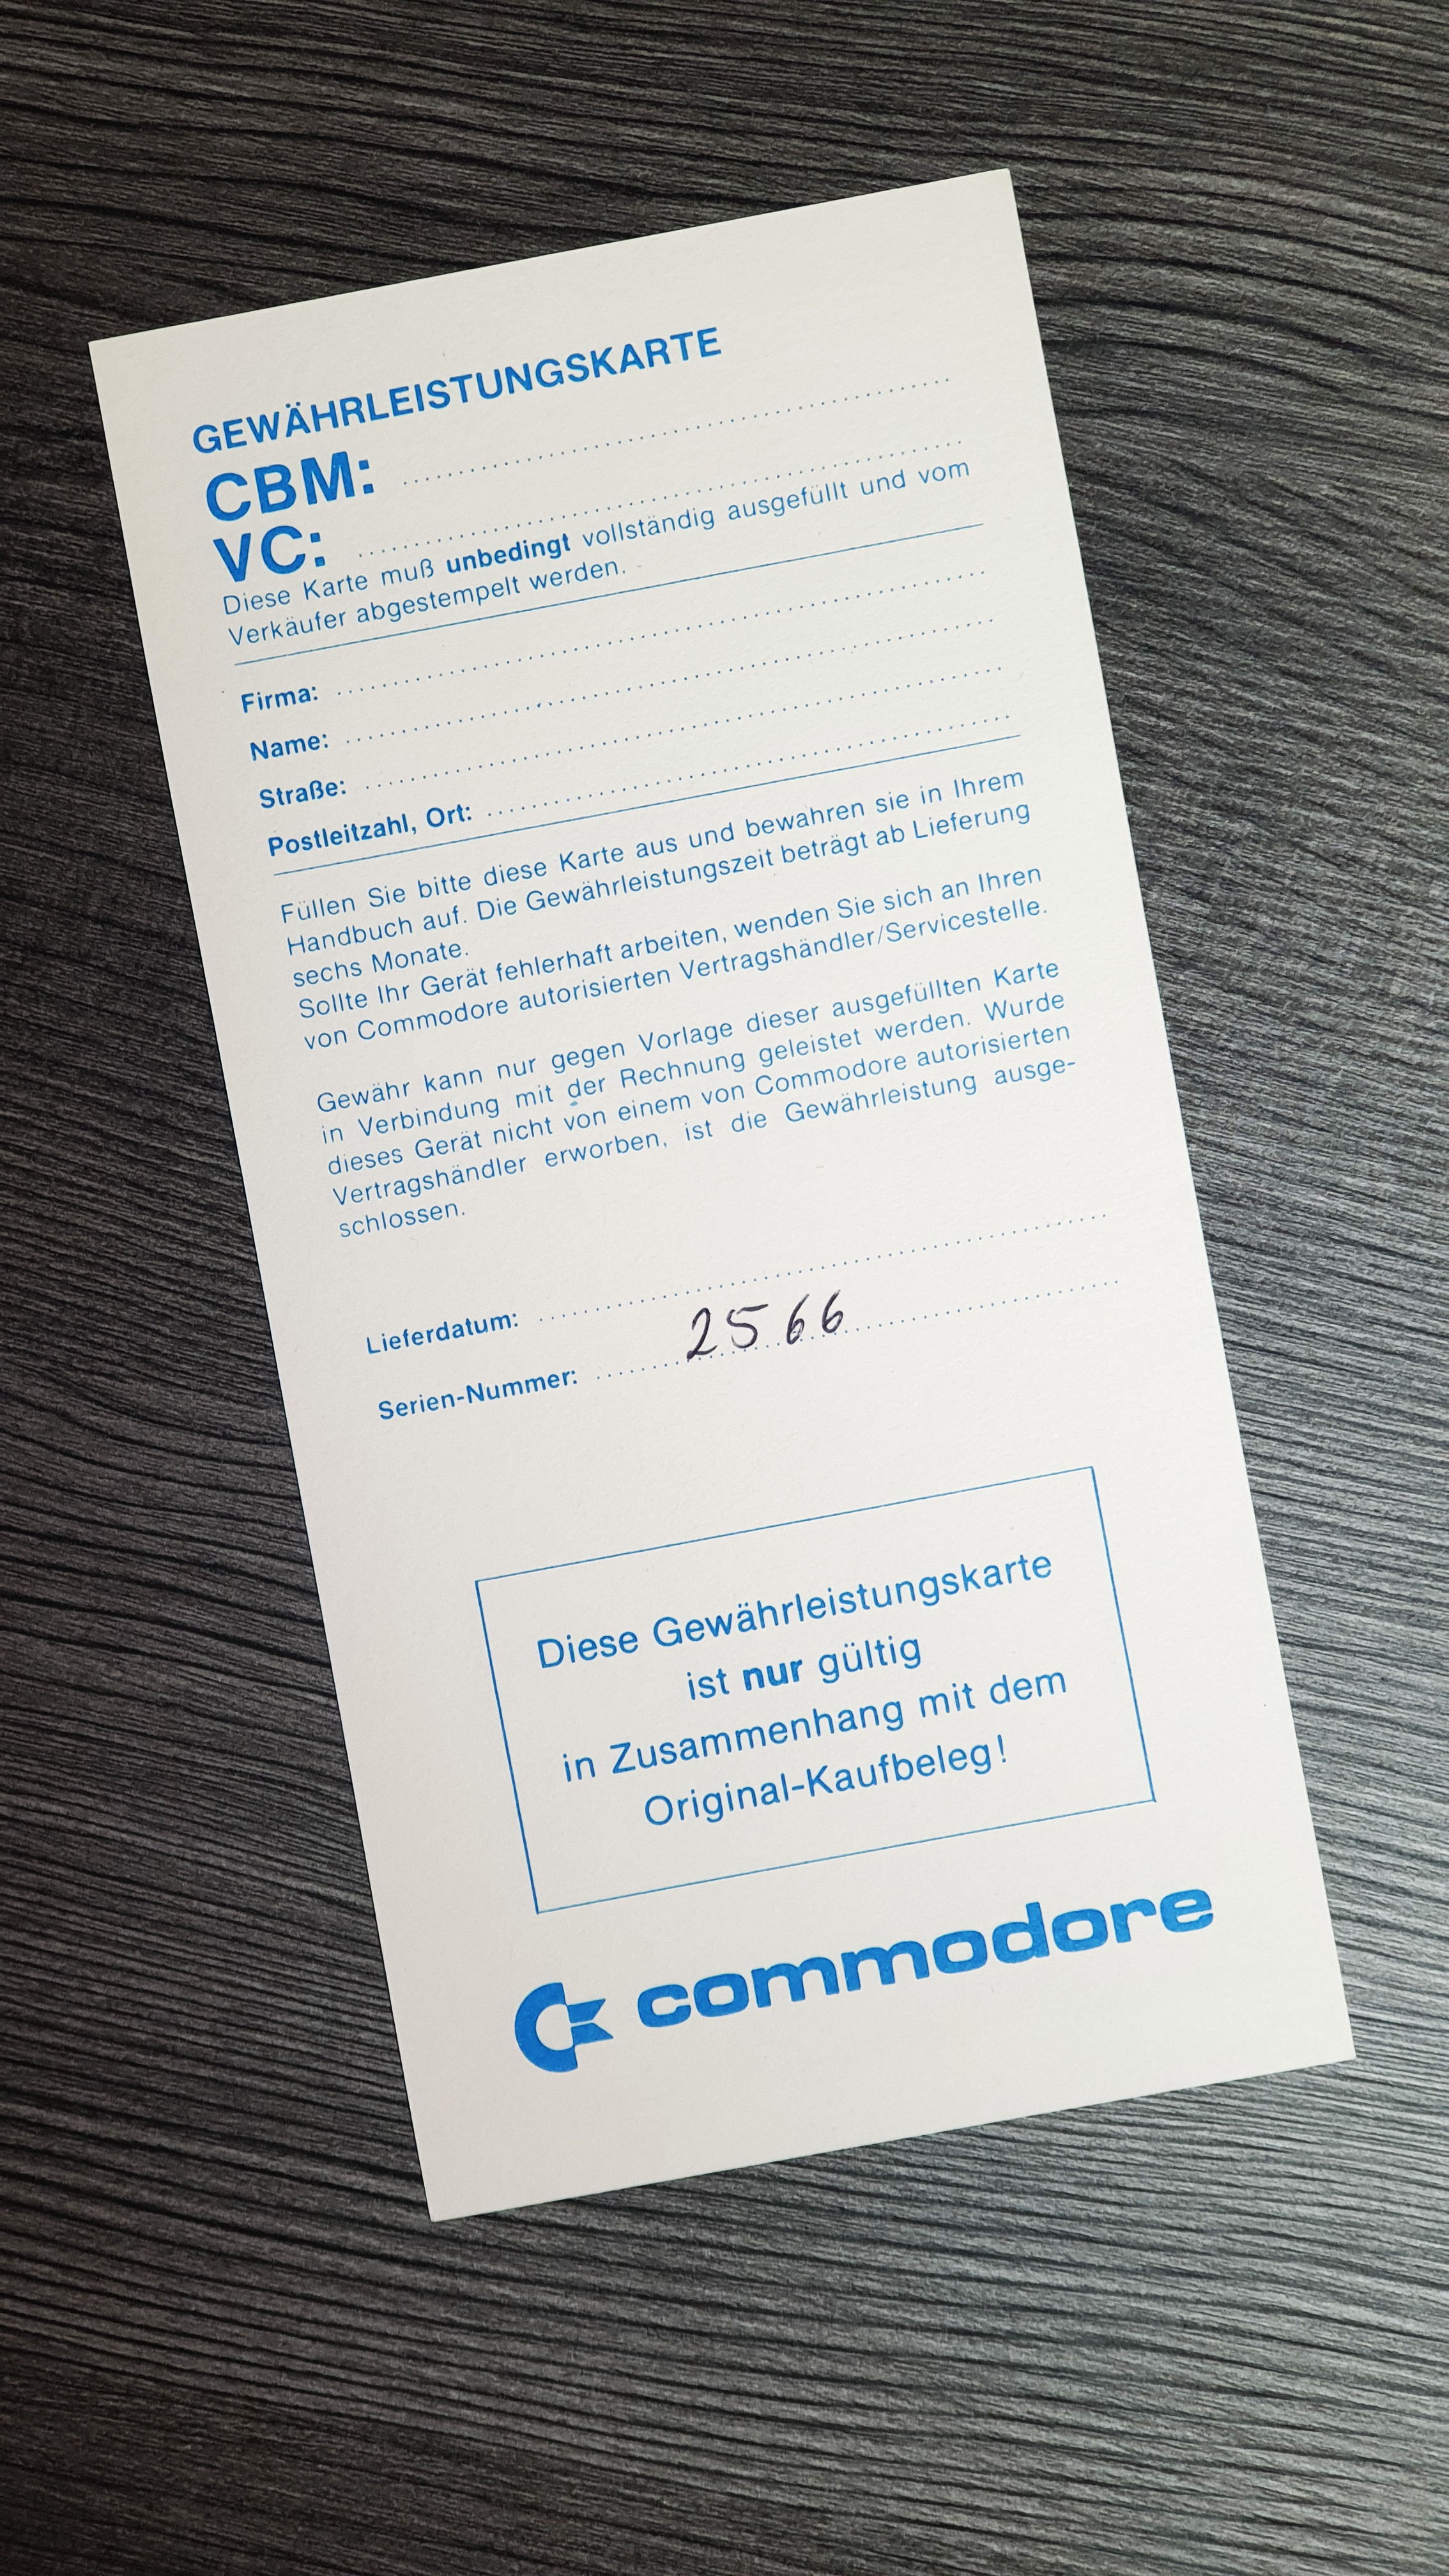 GEWÄHRLEISTUNGSKARTE
CBM:
VC:
Diese Karte muß unbedingt vollständig ausgefüllt und vom
Verkäufer abgestempelt werden.
Firma:
Name:
Straße:
Postleitzahl, Ort:
Füllen Sie bitte diese Karte aus und bewahren sie in Ihrem
Handbuch auf. Die Gewährleistungszeit beträgt ab Lieferung
sechs Monate.
Sollte Ihr Gerät fehlerhaft arbeiten, wenden Sie sich an Ihren
von Commodore autorisierten Vertragshändler/Servicestelle.
Gewähr kann nur gegen Vorlage dieser ausgefüllten Karte
in Verbindung mit der Rechnung geleistet werden. Wurde
dieses Gerät nicht von einem von Commodore autorisierten
Vertragshändler erworben, ist die Gewährleistung ausge-
schlossen.
Lieferdatum:
Serien-Nummer: 2566
Diese Gewährleistungskarte
ist nur gültig
in Zusammenhang mit dem
Original-Kaufbeleg!
commodore